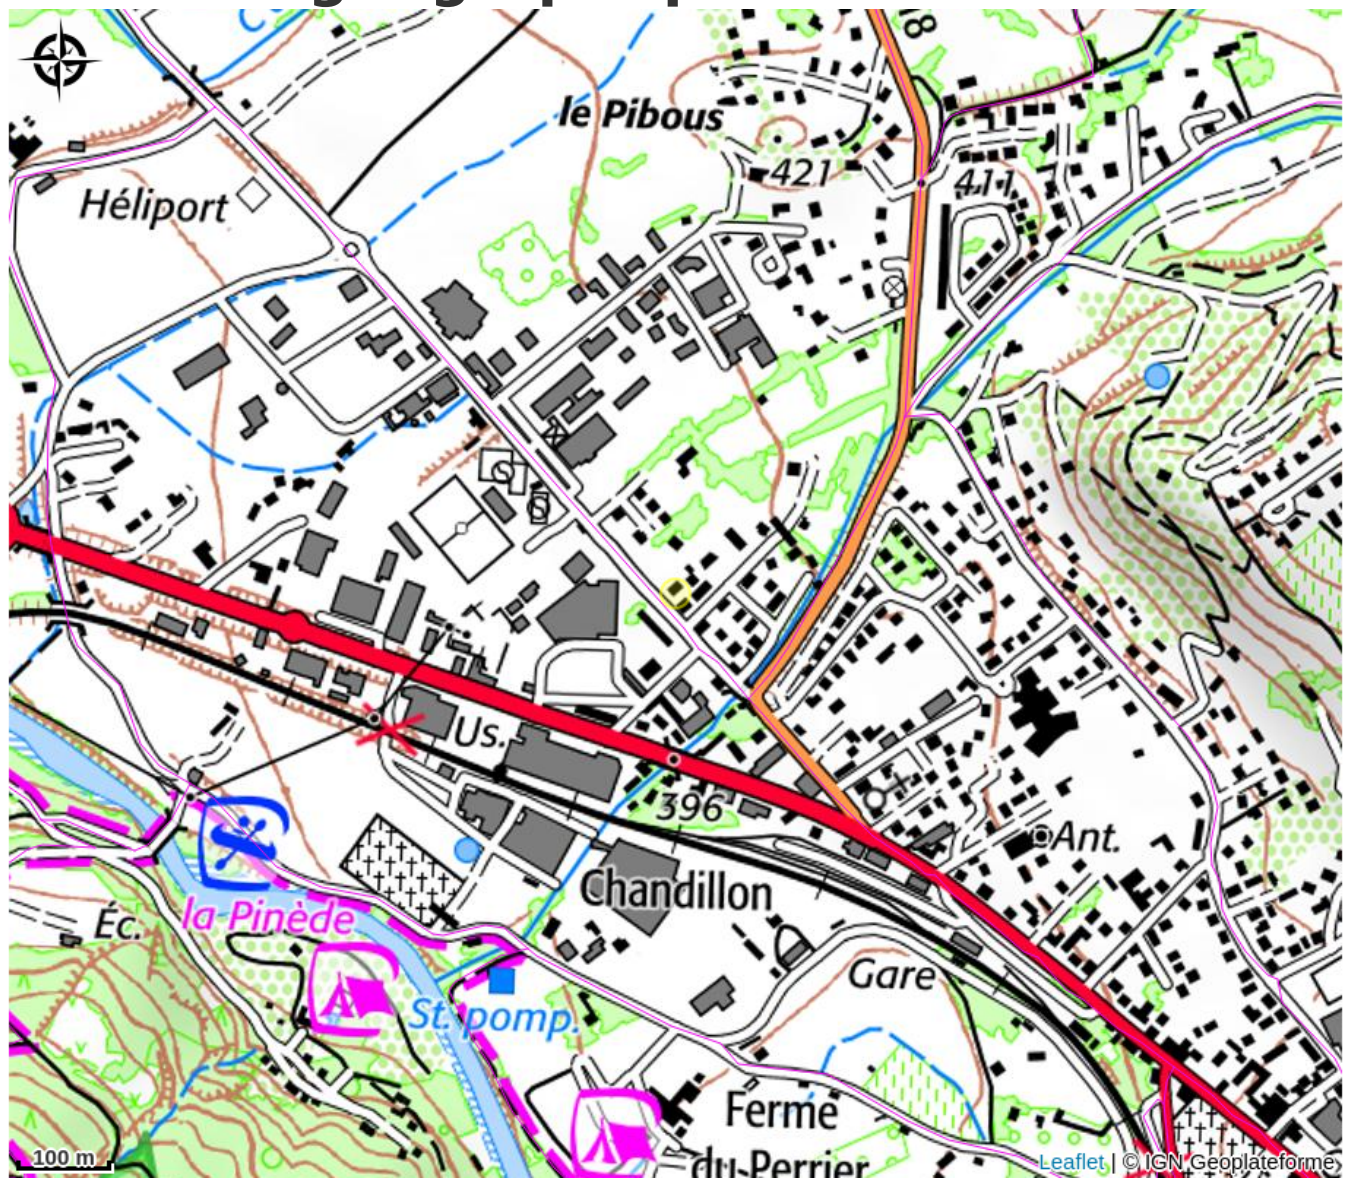 le Pibous
421
411
Héliport
Us.
396
Ant.
Chandillon
Éc.
la Pinède
Gare
St. pomp.
Ferme
du Perrier
100 m
Leaflet | © IGN Geoplateforme